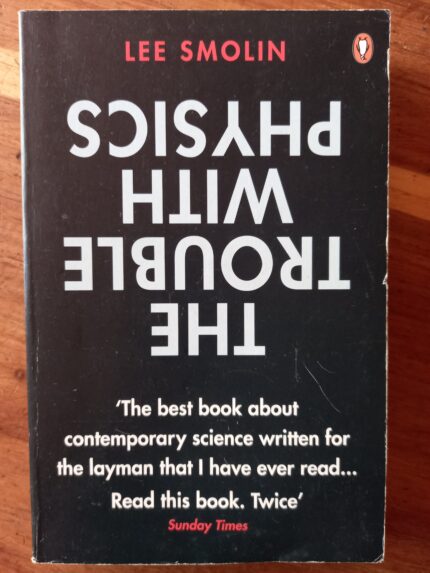 LEE SMOLIN
THE
TROUBLE
WITH
PHYSICS
'The best book about
contemporary science written for
the layman that I have ever read...
Read this book. Twice'
Sunday Times